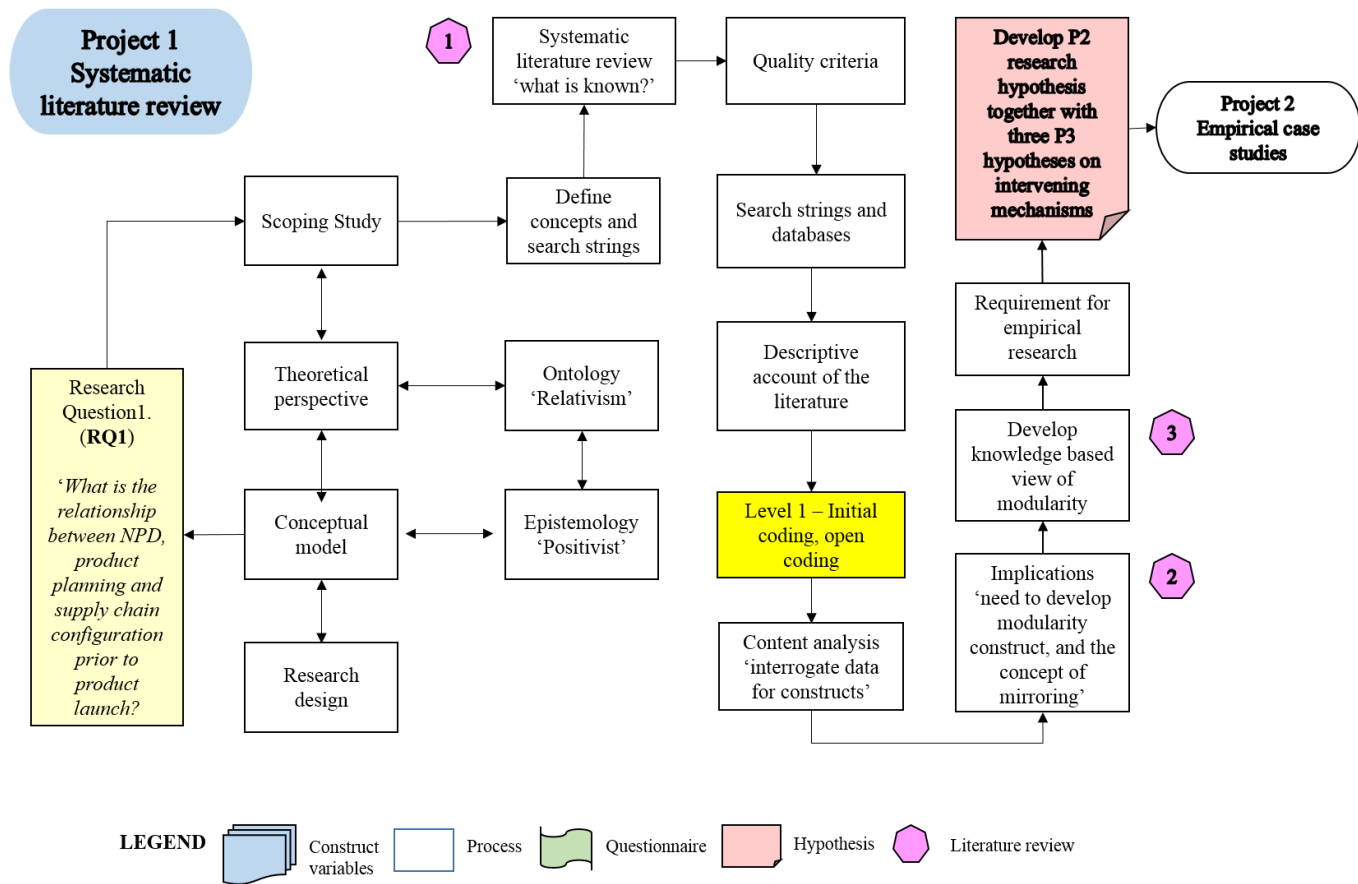 Project 1
Systematic
literature review
1
Systematic
literature review
‘what is known?’
Quality criteria
Develop P2
research
hypothesis
together with
three P3
hypotheses on
intervening
mechanisms
Project 2
Empirical case
studies
Scoping Study
Define
concepts and
search strings
Search strings and
databases
Requirement for
empirical
research
Theoretical
perspective
Ontology
‘Relativism’
Descriptive
account of the
literature
Research
Question1.
(RQ1)
‘What is the
relationship
between NPD,
product
planning and
supply chain
configuration
prior to
product
launch?
Develop
knowledge based
view of
modularity
3
Conceptual
model
Epistemology
‘Positivist’
Level 1 – Initial
coding, open
coding
Implications
‘need to develop
modularity
construct, and the
concept of
mirroring’
2
Research
design
Content analysis
‘interrogate data
for constructs’
LEGEND
Construct
variables
Process
Questionnaire
Hypothesis
Literature review